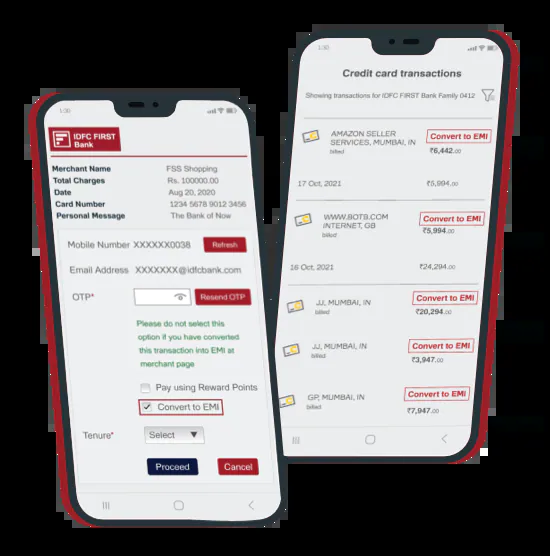 1:30
IDFC FIRST
Bank
Merchant Name FSS Shopping
Total Charges Rs. 100000.00
Date Aug 20, 2020
Card Number 1234 5678 9012 3456
Personal Message The Bank of Now
Mobile Number XXXXXX0038 Refresh
Email Address XXXXXXX@idfcbank.com
OTP* Resend OTP
Please do not select this
option if you have converted
this transaction into EMI at
merchant page
Pay using Reward Points
Convert to EMI
Tenure* Select
Proceed Cancel
1:30
Credit card transactions
Showing transactions for IDFC FIRST Bank Family 0412
AMAZON SELLER Convert to EMI
SERVICES, MUMBAI, IN ₹6,442.00
billed
17 Oct, 2021 ₹5,994.00
WWW.BOTB.COM Convert to EMI
INTERNET, GB ₹5,994.00
billed
16 Oct, 2021 ₹24,294.00
JJ, MUMBAI, IN Convert to EMI
billed ₹20,294.00
JJ, MUMBAI, IN Convert to EMI
billed ₹3,947.00
GP, MUMBAI, IN Convert to EMI
billed ₹7,947.00